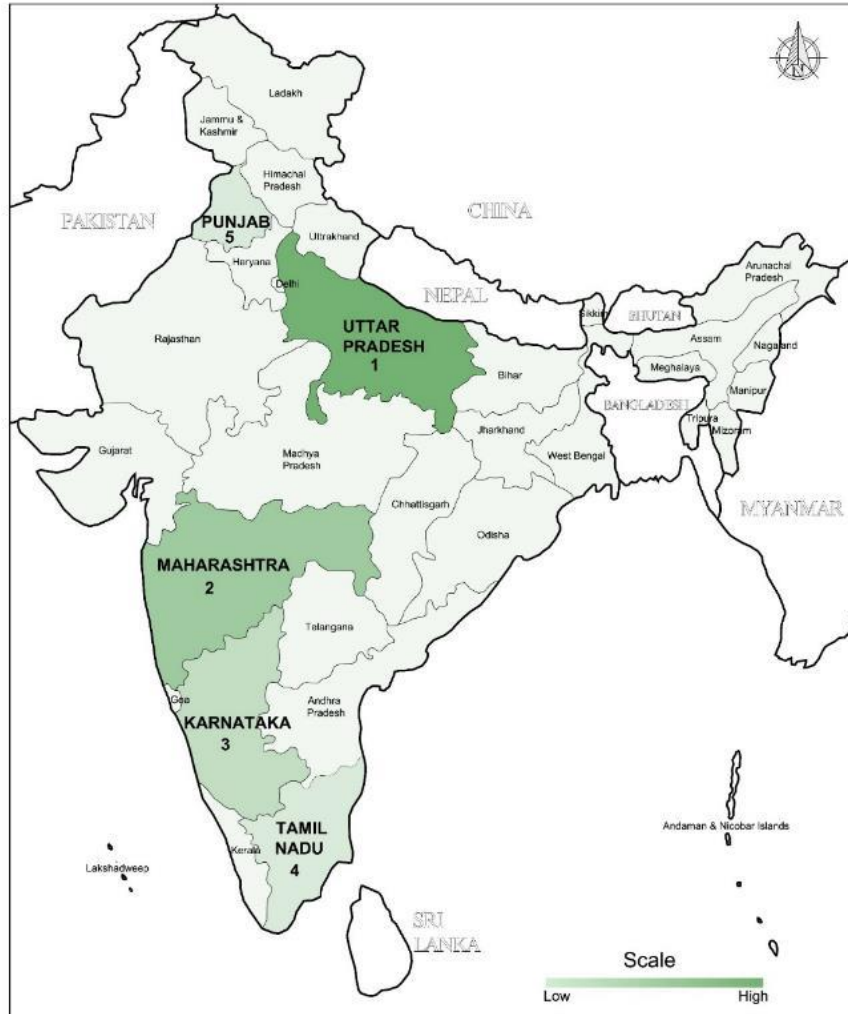 N
Ladakh
Jammu &
Kashmir
Himachal
Pradesh
PAKISTAN
PUNJAB
5
CHINA
Uttrakhand
Haryana
Delhi
Arunachal
Pradesh
NEPAL
Sikkim
BHUTAN
Rajasthan
UTTAR
PRADESH
1
Assam
Nagaland
Bihar
Meghalaya
Manipur
BANGLADESH
Tripura
Mizoram
Gujarat
Madhya
Pradesh
Jharkhand
West Bengal
Chhattisgarh
MYANMAR
Odisha
MAHARASHTRA
2
Telangana
Goa
Andhra
Pradesh
KARNATAKA
3
TAMIL
NADU
4
Kerala
Andaman & Nicobar Islands
Lakshadweep
SRI
LANKA
Scale
Low
High